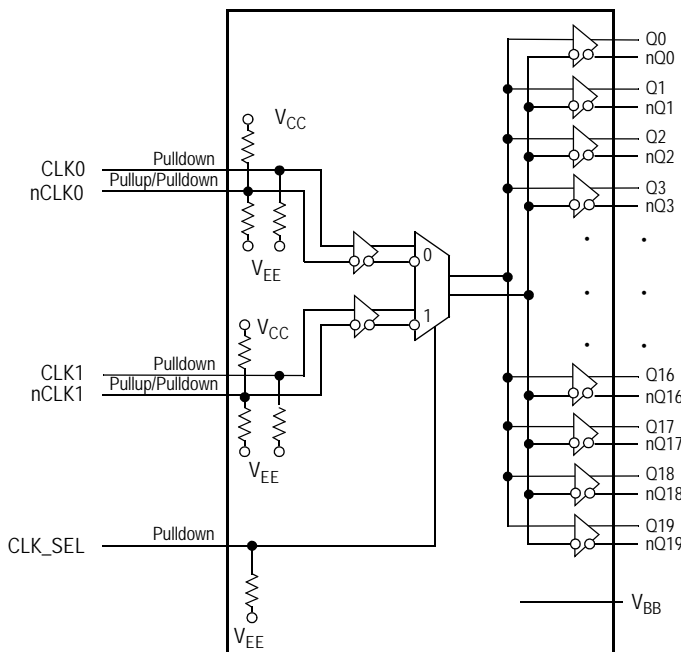 Q0
nQ0
Q1
nQ1
Q2
nQ2
Q3
nQ3
VCC
CLK0
Pulldown
nCLK0
Pullup/Pulldown
VEE
0
1
VCC
CLK1
Pulldown
nCLK1
Pullup/Pulldown
VEE
Q16
nQ16
Q17
nQ17
Q18
nQ18
Q19
nQ19
CLK_SEL
Pulldown
VEE
VBB